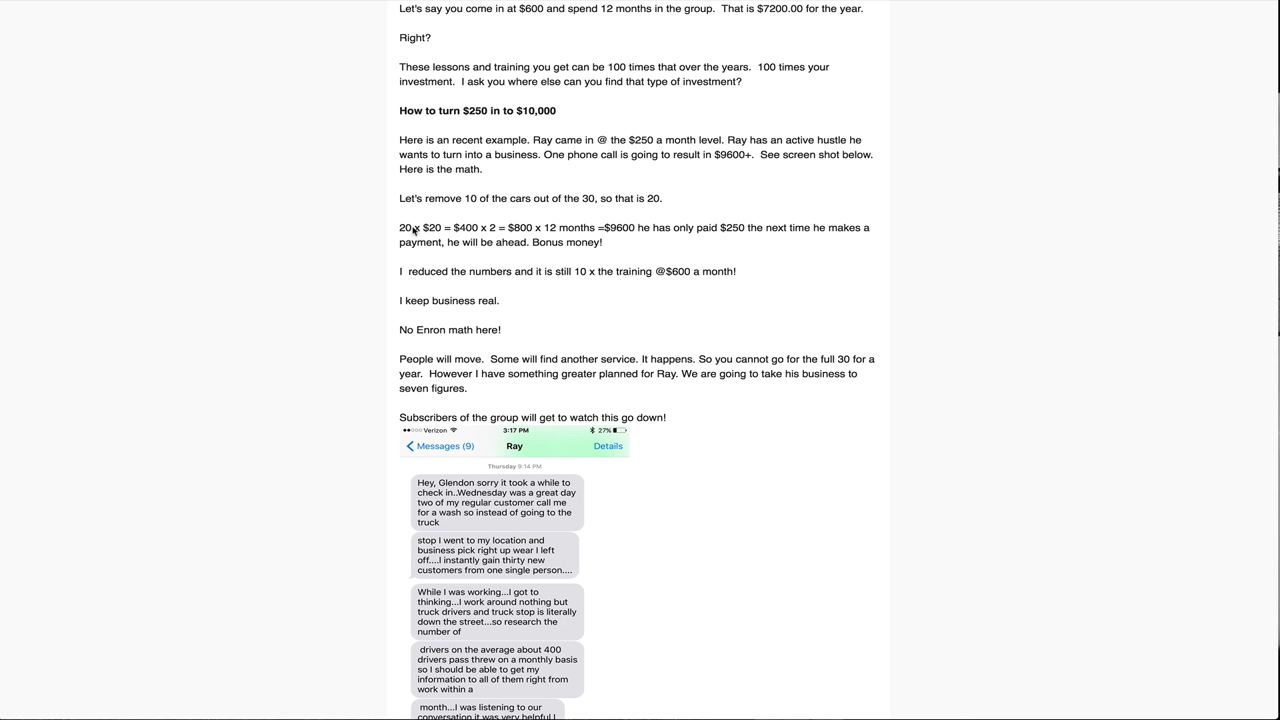 Let's say you come in at $600 and spend 12 months in the group.  That is $7200.00 for the year.
Right?
These lessons and training you get can be 100 times that over the years.  100 times your
investment.  I ask you where else can you find that type of investment?
How to turn $250 in to $10,000
Here is an recent example. Ray came in @ the $250 a month level. Ray has an active hustle he
wants to turn into a business. One phone call is going to result in $9600+.  See screen shot below.
Here is the math.
Let's remove 10 of the cars out of the 30, so that is 20.
20 x $20 = $400 x 2 = $800 x 12 months =$9600 he has only paid $250 the next time he makes a
payment, he will be ahead. Bonus money!
I  reduced the numbers and it is still 10 x the training @$600 a month!
I keep business real.
No Enron math here!
People will move.  Some will find another service. It happens. So you cannot go for the full 30 for a
year.  However I have something greater planned for Ray. We are going to take his business to
seven figures.
Subscribers of the group will get to watch this go down!
Verizon 3:17 PM 27%
Messages (9) Ray Details
Thursday 9:14 PM
Hey, Glendon sorry it took a while to
check in..Wednesday was a great day
two of my regular customer call me
for a wash so instead of going to the
truck
stop I went to my location and
business pick right up wear I left
off....I instantly gain thirty new
customers from one single person....
While I was working...I got to
thinking...I work around nothing but
truck drivers and truck stop is literally
down the street...so research the
number of
drivers on the average about 400
drivers pass threw on a monthly basis
so I should be able to get my
information to all of them right from
work within a
month...I was listening to our
conversation it was very helpful I